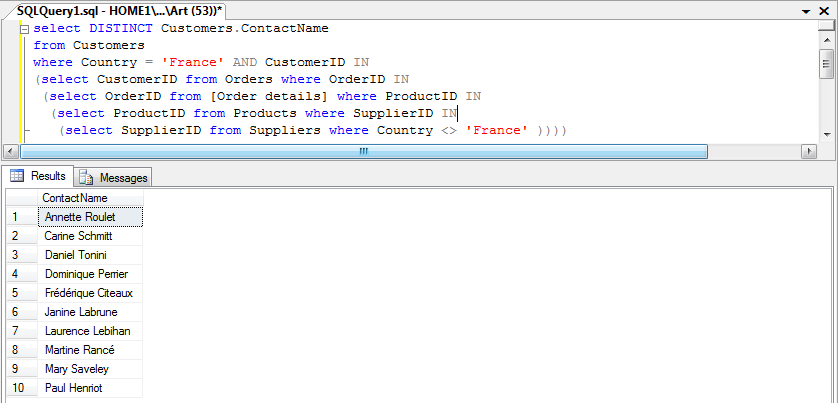 SQLQuery1.sql - HOME1\...\Art (53))*
select DISTINCT Customers.ContactName
from Customers
where Country = 'France' AND CustomerID IN
(select CustomerID from Orders where OrderID IN
(select OrderID from [Order details] where ProductID IN
(select ProductID from Products where SupplierID IN
(select SupplierID from Suppliers where Country <> 'France' ))))
Results Messages
ContactName
1 Annette Roulet
2 Carine Schmitt
3 Daniel Tonini
4 Dominique Perrier
5 Frédérique Citeaux
6 Janine Labrune
7 Laurence Lebihan
8 Martine Rancé
9 Mary Saveley
10 Paul Henriot